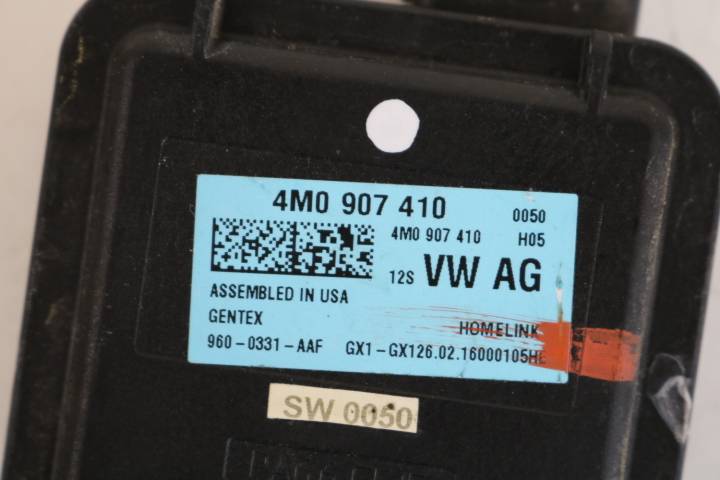 4M0 907 410 0050
4M0 907 410 H05
12S VW AG
ASSEMBLED IN USA
GENTEX HOMELINK
960-0331-AAF GX1-GX126.02.16000105HL
SW 0050